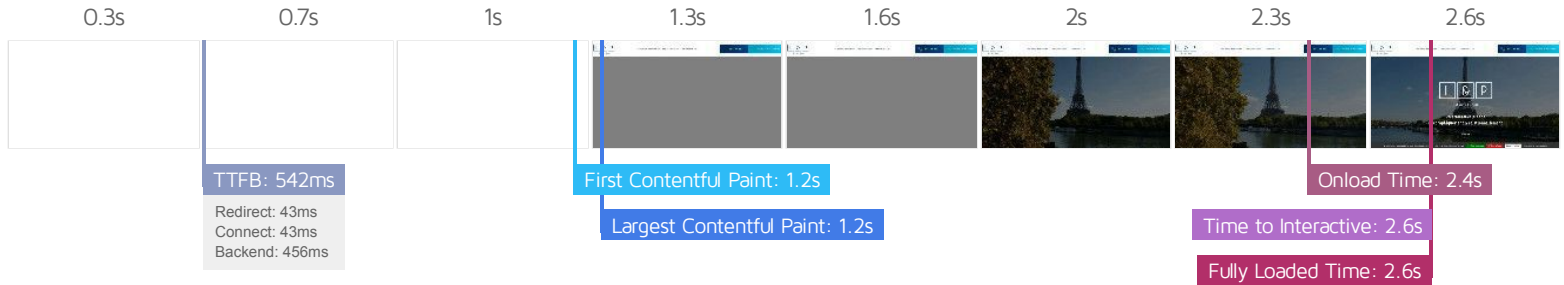 0.3s
0.7s
1s
1.3s
1.6s
2s
2.3s
2.6s
TTFB: 542ms
Redirect: 43ms
Connect: 43ms
Backend: 456ms
First Contentful Paint: 1.2s
Largest Contentful Paint: 1.2s
Onload Time: 2.4s
Time to Interactive: 2.6s
Fully Loaded Time: 2.6s